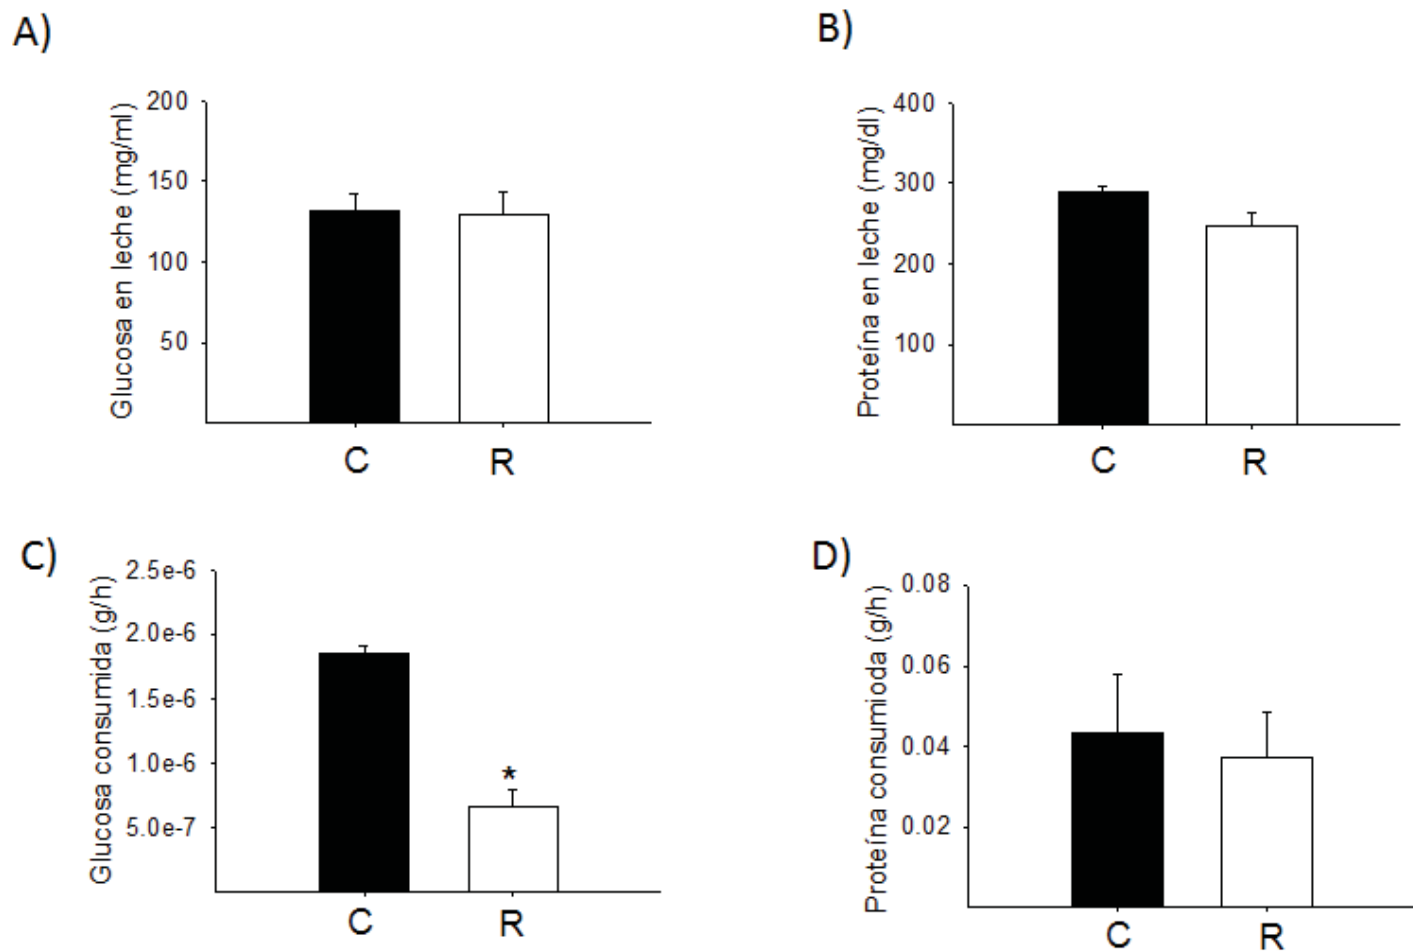 A)
Glucosa en leche (mg/ml)
200
150
100
50
C
R
B)
Proteína en leche (mg/dl)
400
300
200
100
C
R
C)
Glucosa consumida (g/h)
2.5e-6
2.0e-6
1.5e-6
1.0e-6
5.0e-7
*
C
R
D)
Proteína consumioda (g/h)
0.08
0.06
0.04
0.02
C
R